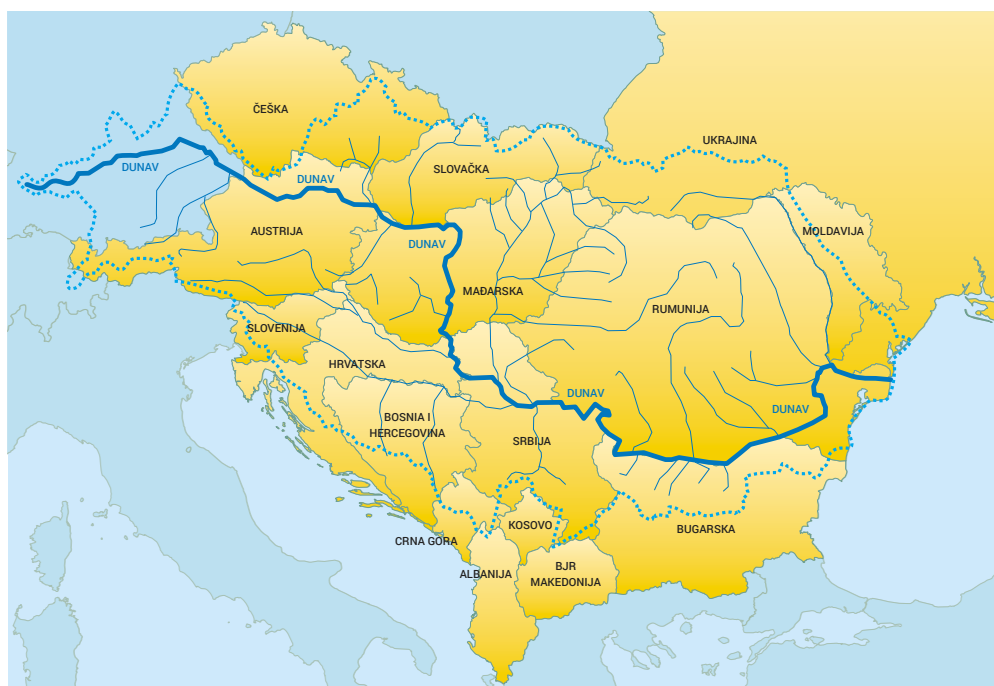 ČEŠKA
UKRAJINA
DUNAV
SLOVAČKA
DUNAV
AUSTRIJA
MOLDAVIJA
DUNAV
MAĐARSKA
RUMUNIJA
SLOVENIJA
HRVATSKA
DUNAV
DUNAV
BOSNIA I
HERCEGOVINA
SRBIJA
KOSOVO
BUGARSKA
CRNA GORA
ALBANIJA
BJR
MAKEDONIJA